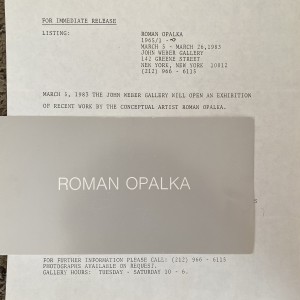 FOR IMMEDIATE RELEASE
LISTING:
ROMAN OPALKA
1965/1 - ∞
MARCH 5 - MARCH 26,1983
JOHN WEBER GALLERY
142 GREENE STREET
NEW YORK, NEW YORK 10012
(212) 966 - 6115
MARCH 1, 1983 THE JOHN WEBER GALLERY WILL OPEN AN EXHIBITION
OF RECENT WORK BY THE CONCEPTUAL ARTIST ROMAN OPALKA.
ROMAN OPALKA
FOR FURTHER INFORMATION PLEASE CALL: (212) 966 - 6115
PHOTOGRAPHS AVAILABLE ON REQUEST.
GALLERY HOURS: TUESDAY - SATURDAY 10 - 6.